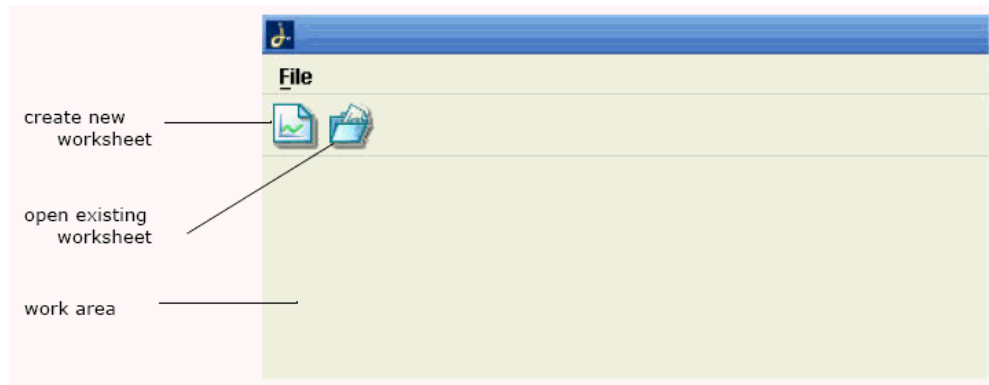 File
create new
worksheet
open existing
worksheet
work area